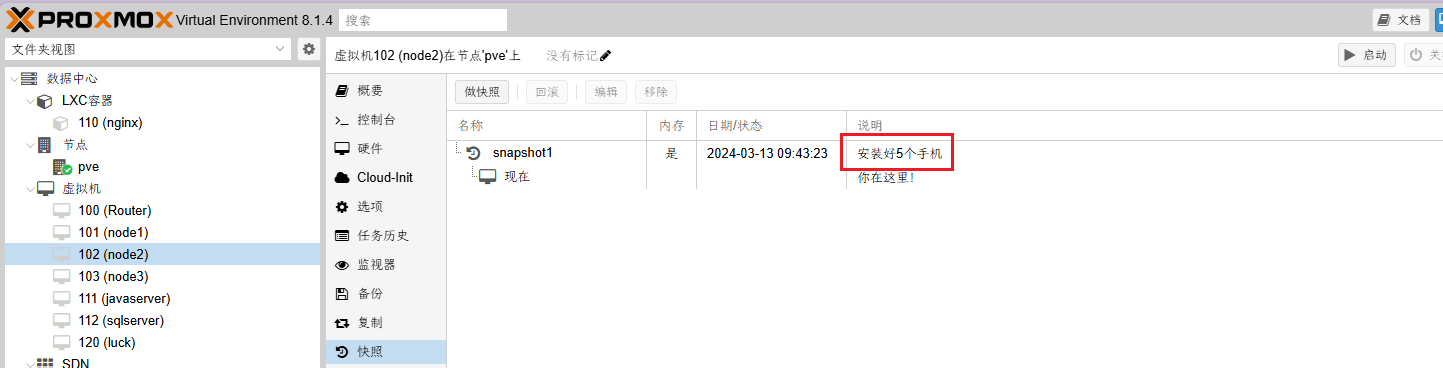 PROXMOX Virtual Environment 8.1.4 搜索 文档
文件夹视图
虚拟机102 (node2)在节点'pve'上 没有标记 启动
数据中心
LXC容器
110 (nginx)
节点
pve
虚拟机
100 (Router)
101 (node1)
102 (node2)
103 (node3)
111 (javaserver)
112 (sqlserver)
120 (luck)
SDN
概要
控制台
硬件
Cloud-Init
选项
任务历史
监视器
备份
复制
快照
做快照 回滚 编辑 移除
名称 内存 日期/状态 说明
snapshot1 是 2024-03-13 09:43:23 安装好5个手机
现在 你在这里!